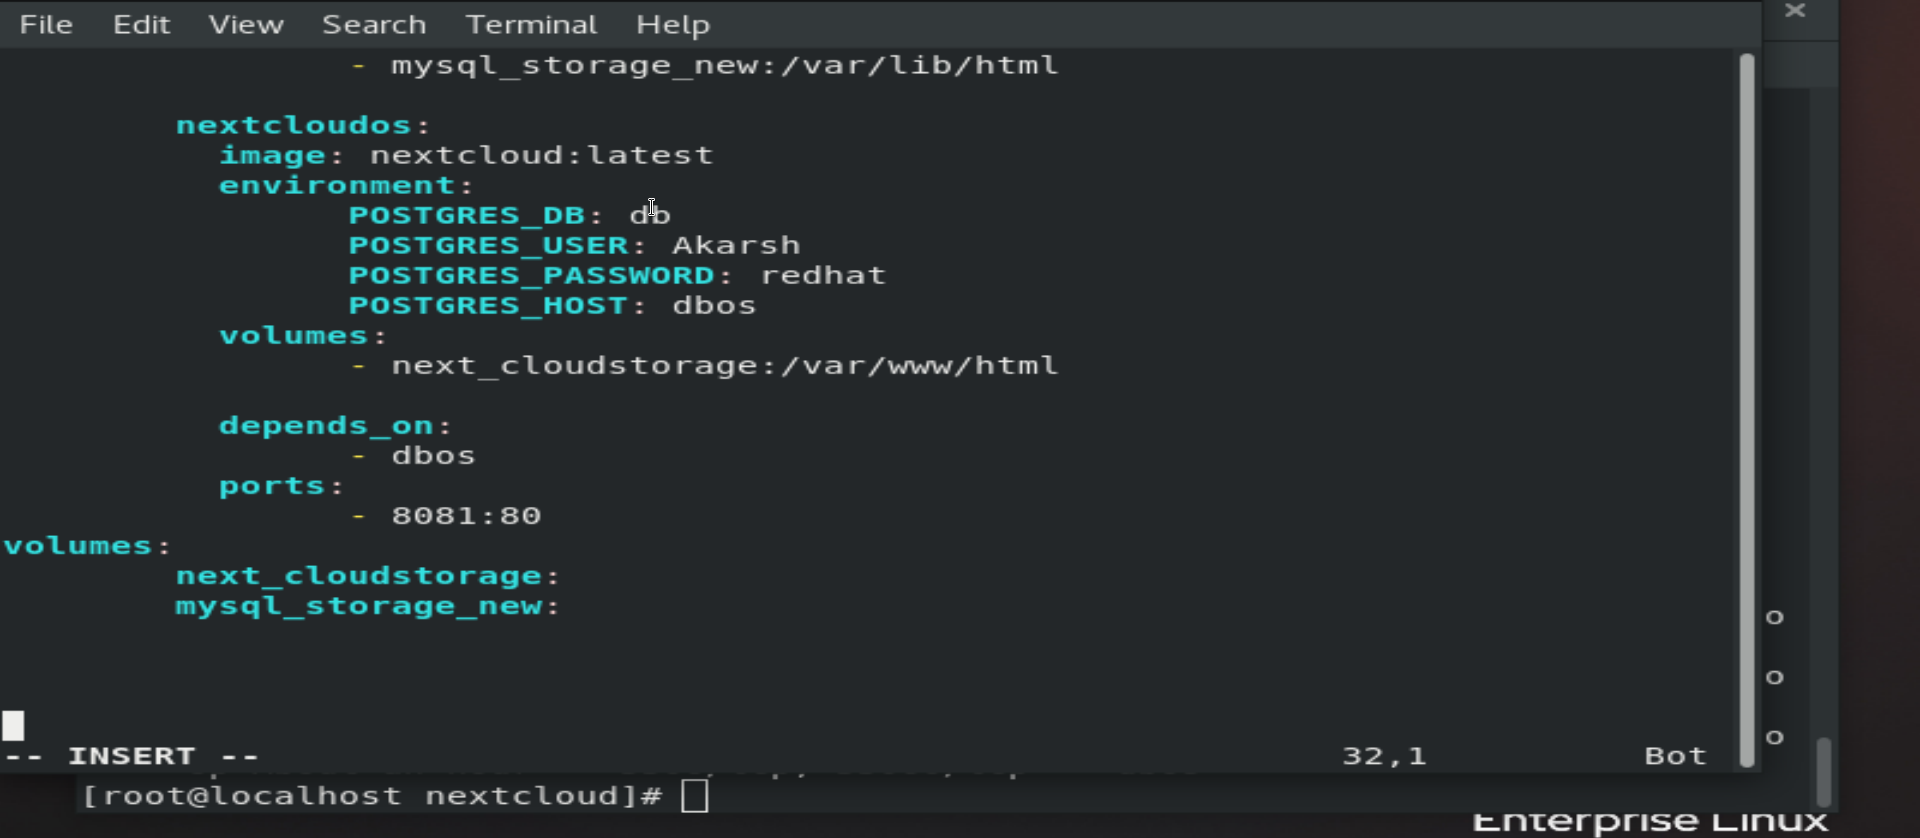 File Edit View Search Terminal Help
- mysql_storage_new:/var/lib/html
nextcloudos:
image: nextcloud:latest
environment:
POSTGRES_DB: db
POSTGRES_USER: Akarsh
POSTGRES_PASSWORD: redhat
POSTGRES_HOST: dbos
volumes:
- next_cloudstorage:/var/www/html
depends_on:
- dbos
ports:
- 8081:80
volumes:
next_cloudstorage:
mysql_storage_new:
o
o
o
-- INSERT -- 32,1 Bot
[root@localhost nextcloud]#
Enterprise Linux